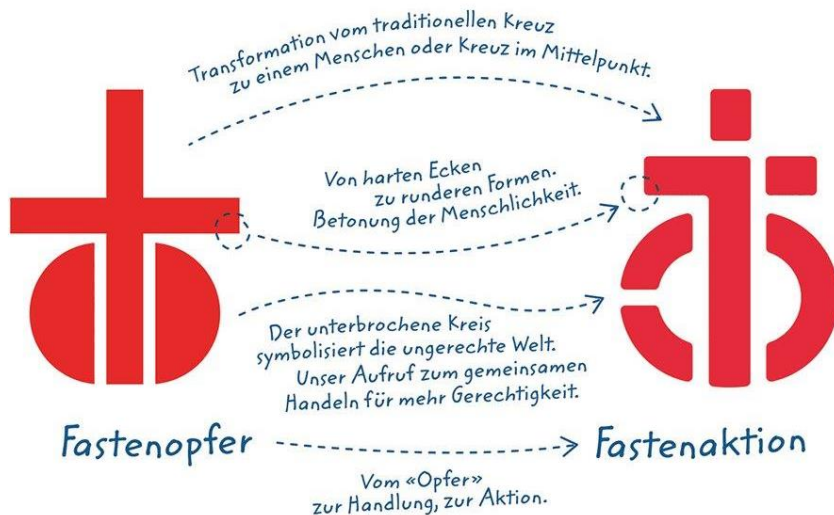 Transformation vom traditionellen Kreuz
zu einem Menschen oder Kreuz im Mittelpunkt.
Von harten Ecken
zu runderen Formen.
Betonung der Menschlichkeit.
Der unterbrochene Kreis
symbolisiert die ungerechte Welt.
Unser Aufruf zum gemeinsamen
Handeln für mehr Gerechtigkeit.
Fastenopfer
Fastenaktion
Vom «Opfer»
zur Handlung, zur Aktion.